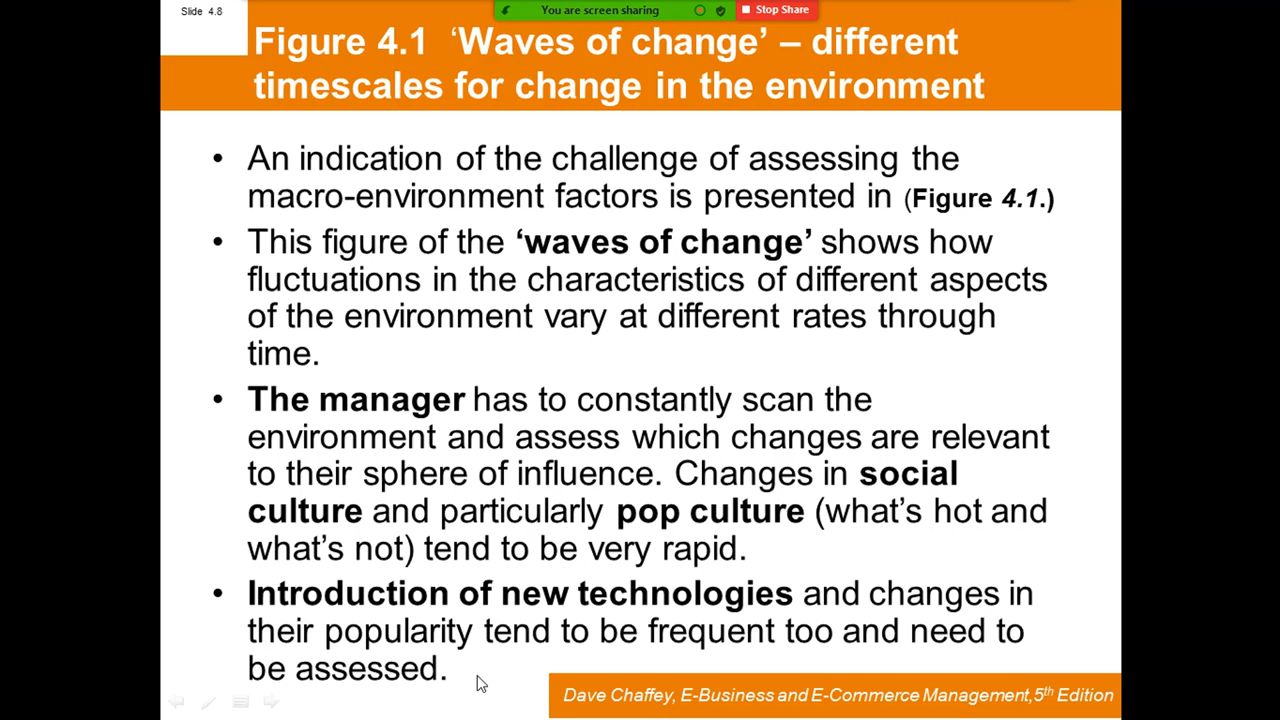 Slide 4.8
You are screen sharing
Stop Share
Figure 4.1 ‘Waves of change’ – different
timescales for change in the environment
• An indication of the challenge of assessing the
macro-environment factors is presented in (Figure 4.1.)
• This figure of the ‘waves of change’ shows how
fluctuations in the characteristics of different aspects
of the environment vary at different rates through
time.
• The manager has to constantly scan the
environment and assess which changes are relevant
to their sphere of influence. Changes in social
culture and particularly pop culture (what’s hot and
what’s not) tend to be very rapid.
• Introduction of new technologies and changes in
their popularity tend to be frequent too and need to
be assessed.
Dave Chaffey, E-Business and E-Commerce Management,5th Edition